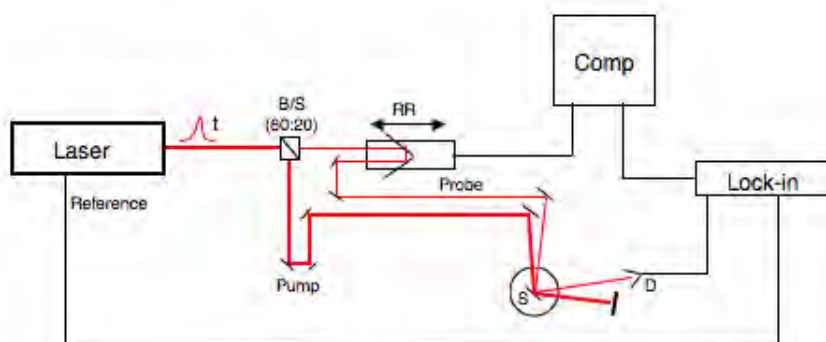 Comp
B/S
(80:20)
RR
t
Laser
Probe
Lock-in
Reference
Pump
S
D